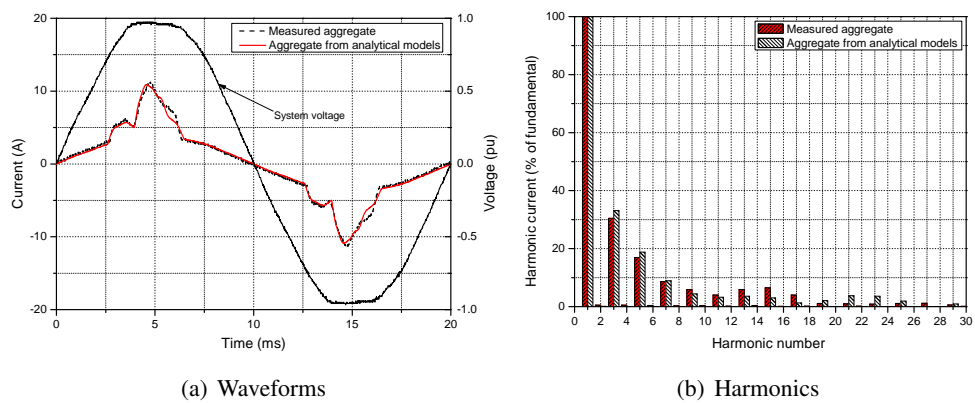 20
10
0
-10
-20
Current (A)
0
5
10
15
20
Time (ms)
1.0
0.5
0.0
-0.5
-1.0
Voltage (pu)
Measured aggregate
Aggregate from analytical models
System voltage
(a) Waveforms
100
80
60
40
20
0
Harmonic current (% of fundamental)
0 2 4 6 8 10 12 14 16 18 20 22 24 26 28 30
Harmonic number
Measured aggregate
Aggregate from analytical models
(b) Harmonics